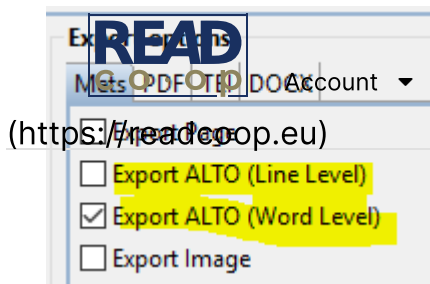 Export options
READ
coop
Mets PDF TEI DOCX
Account
Export Page
(https://readcoop.eu)
Export ALTO (Line Level)
Export ALTO (Word Level)
Export Image